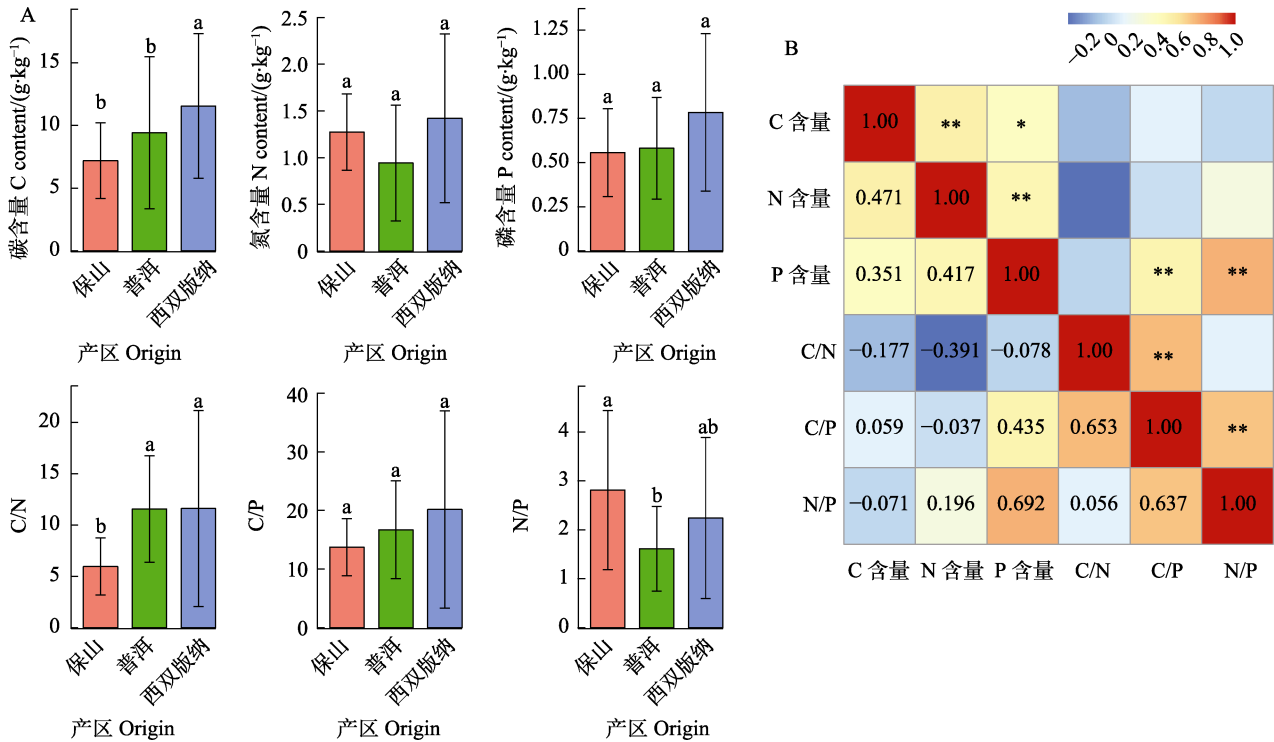 A
碳含量 C content/(g·kg⁻¹)
15
10
5
0
b
b
a
保山
普洱
西双版纳
产区 Origin
氮含量 N content/(g·kg⁻¹)
2.5
2.0
1.5
1.0
0.5
0
a
a
a
保山
普洱
西双版纳
产区 Origin
磷含量 P content/(g·kg⁻¹)
1.25
1.00
0.75
0.50
0.25
0
a
a
a
保山
普洱
西双版纳
产区 Origin
C/N
20
15
10
5
0
b
a
a
保山
普洱
西双版纳
产区 Origin
C/P
40
30
20
10
0
a
a
a
保山
普洱
西双版纳
产区 Origin
N/P
4
3
2
1
0
a
b
ab
保山
普洱
西双版纳
产区 Origin
B
−0.2 0 0.2 0.4 0.6 0.8 1.0
C 含量 1.00 ** *
N 含量 0.471 1.00 **
P 含量 0.351 0.417 1.00 ** **
C/N −0.177 −0.391 −0.078 1.00 **
C/P 0.059 −0.037 0.435 0.653 1.00 **
N/P −0.071 0.196 0.692 0.056 0.637 1.00
C 含量 N 含量 P 含量 C/N C/P N/P